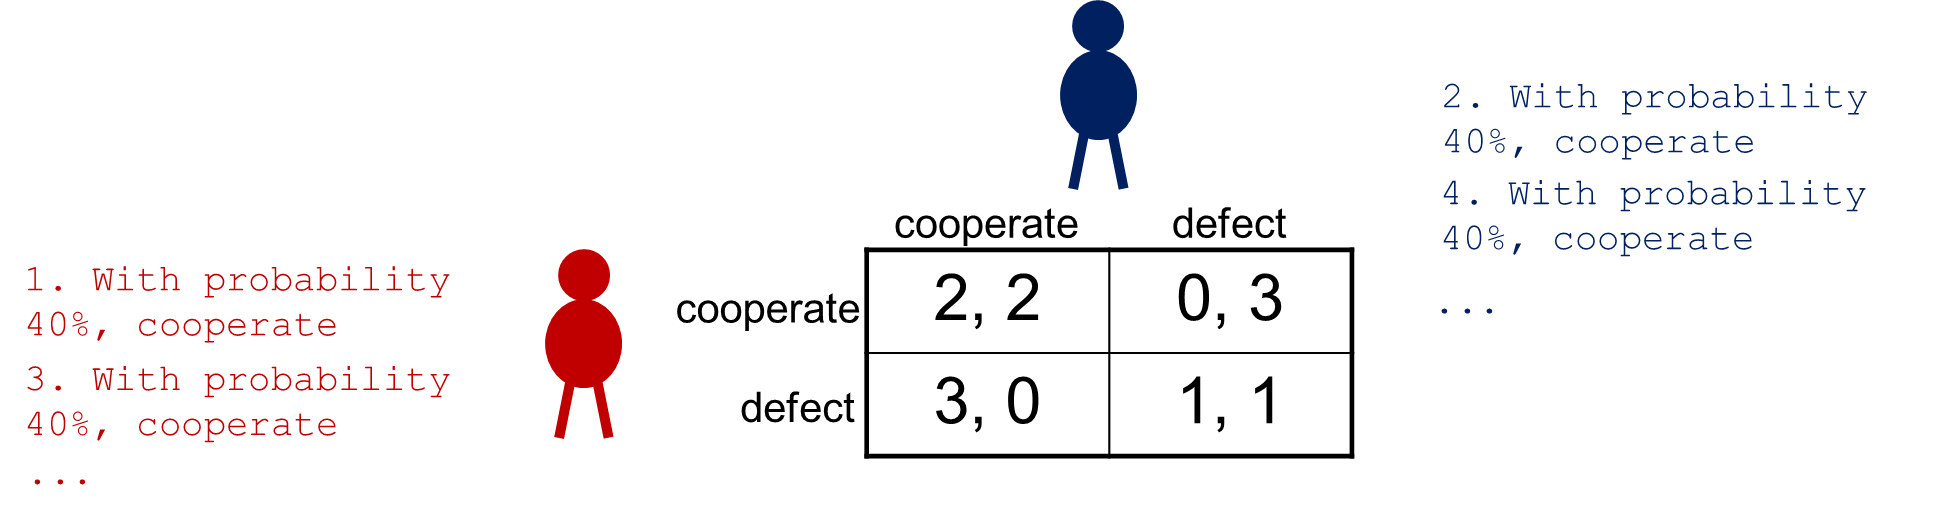 1. With probability
40%, cooperate
3. With probability
40%, cooperate
...
cooperate defect
cooperate 2, 2 0, 3
defect 3, 0 1, 1
2. With probability
40%, cooperate
4. With probability
40%, cooperate
...